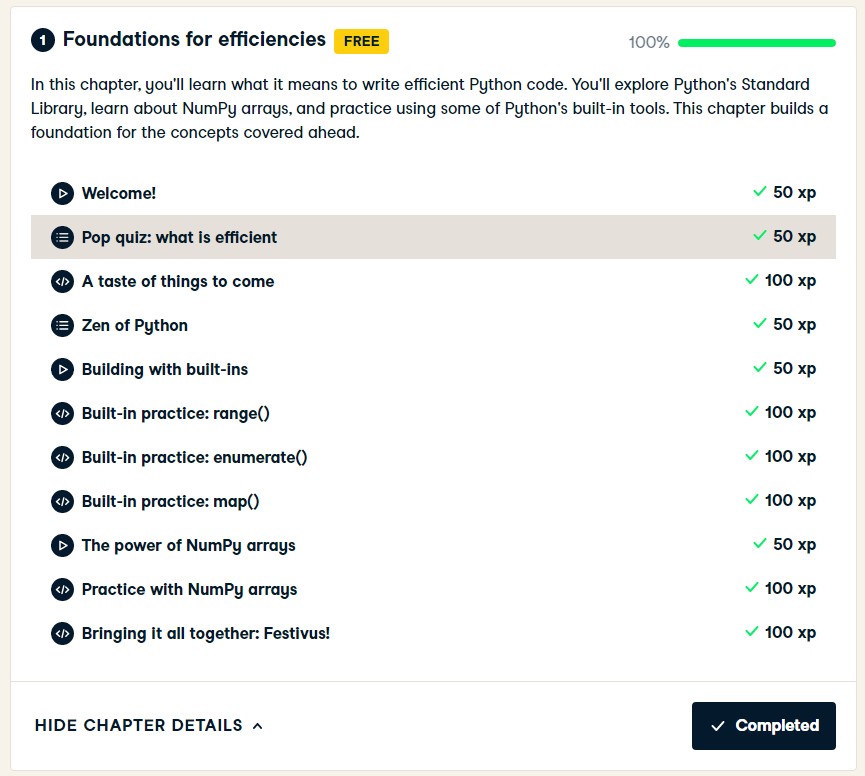 1 Foundations for efficiencies FREE 100%
In this chapter, you'll learn what it means to write efficient Python code. You'll explore Python's Standard
Library, learn about NumPy arrays, and practice using some of Python's built-in tools. This chapter builds a
foundation for the concepts covered ahead.
Welcome! 50 xp
Pop quiz: what is efficient 50 xp
A taste of things to come 100 xp
Zen of Python 50 xp
Building with built-ins 50 xp
Built-in practice: range() 100 xp
Built-in practice: enumerate() 100 xp
Built-in practice: map() 100 xp
The power of NumPy arrays 50 xp
Practice with NumPy arrays 100 xp
Bringing it all together: Festivus! 100 xp
HIDE CHAPTER DETAILS Completed